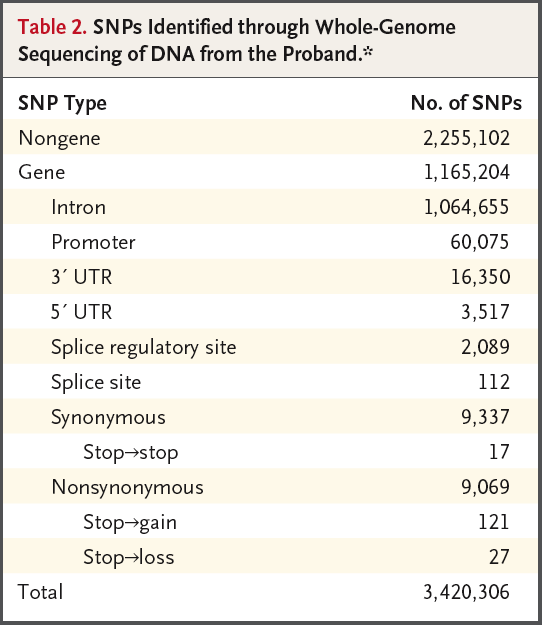 Table 2. SNPs Identified through Whole-Genome
Sequencing of DNA from the Proband.*
SNP Type No. of SNPs
Nongene 2,255,102
Gene 1,165,204
Intron 1,064,655
Promoter 60,075
3´ UTR 16,350
5´ UTR 3,517
Splice regulatory site 2,089
Splice site 112
Synonymous 9,337
Stop→stop 17
Nonsynonymous 9,069
Stop→gain 121
Stop→loss 27
Total 3,420,306